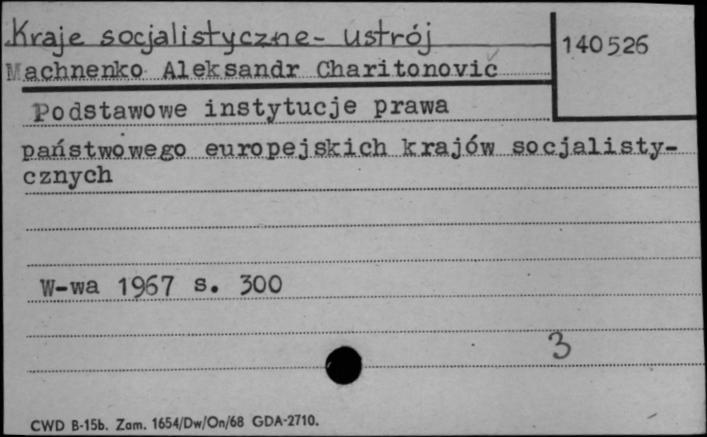 Kraje socjalistyczne - ustrój
140526
Machnenko Aleksandr Charitonovič
Podstawowe instytucje prawa
państwowego europejskich krajów socjalisty-
cznych
W-wa 1967 s. 300
3
CWD B-15b. Zam. 1654/Dw/On/68 GDA-2710.